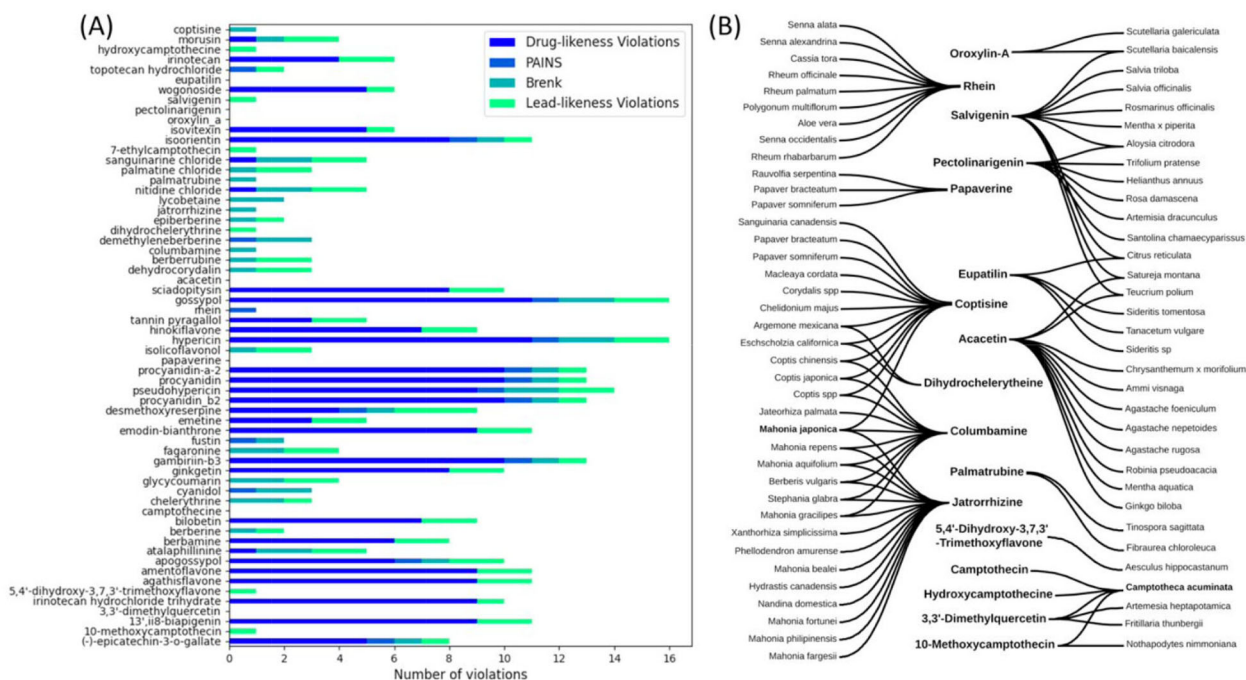 (A)
coptisine
morusin
hydroxycamptothecine
irinotecan
topotecan hydrochloride
eupatilin
wogonoside
salvigenin
pectolinarigenin
oroxylin_a
isovitexin
isoorientin
7-ethylcamptothecin
sanguinarine chloride
palmatine chloride
palmatrubine
nitidine chloride
lycobetaine
jatrorrhizine
epiberberine
dihydrochelerythrine
demethyleneberberine
columbamine
berberrubine
dehydrocorydalin
acacetin
sciadopitysin
gossypol
rhein
tannin pyragallol
hinokiflavone
hypericin
isolicoflavonol
papaverine
procyanidin-a-2
procyanidin
pseudohypericin
procyanidin_b2
desmethoxyreserpine
emetine
emodin-bianthrone
fustin
fagaronine
gambiriin-b3
ginkgetin
glycycoumarin
cyanidol
chelerythrine
camptothecine
bilobetin
berberine
berbamine
atalaphillinine
apogossypol
amentoflavone
agathisflavone
5,4'-dihydroxy-3,7,3'-trimethoxyflavone
irinotecan hydrochloride trihydrate
3,3'-dimethylquercetin
13',ii8-biapigenin
10-methoxycamptothecin
(-)-epicatechin-3-o-gallate
0 2 4 6 8 10 12 14 16
Number of violations
Drug-likeness Violations
PAINS
Brenk
Lead-likeness Violations
(B)
Senna alata
Senna alexandrina
Cassia tora
Rheum officinale
Rheum palmatum
Polygonum multiflorum
Aloe vera
Senna occidentalis
Rheum rhabarbarum
Rauvolfia serpentina
Papaver bracteatum
Papaver somniferum
Sanguinaria canadensis
Papaver bracteatum
Papaver somniferum
Macleaya cordata
Corydalis spp
Chelidonium majus
Argemone mexicana
Eschscholzia californica
Coptis chinensis
Coptis japonica
Coptis spp
Jateorhiza palmata
Mahonia japonica
Mahonia repens
Mahonia aquifolium
Berberis vulgaris
Stephania glabra
Mahonia gracilipes
Xanthorhiza simplicissima
Phellodendron amurense
Mahonia bealei
Hydrastis canadensis
Nandina domestica
Mahonia fortunei
Mahonia philipinensis
Mahonia fargesii
Oroxylin-A
Rhein
Salvigenin
Pectolinarigenin
Papaverine
Eupatilin
Coptisine
Acacetin
Dihydrochelerytheine
Columbamine
Palmatrubine
Jatrorrhizine
5,4'-Dihydroxy-3,7,3'
-Trimethoxyflavone
Camptothecin
Hydroxycamptothecine
3,3'-Dimethylquercetin
10-Methoxycamptothecin
Scutellaria galericulata
Scutellaria baicalensis
Salvia triloba
Salvia officinalis
Rosmarinus officinalis
Mentha x piperita
Aloysia citrodora
Trifolium pratense
Helianthus annuus
Rosa damascena
Artemisia dracunculus
Santolina chamaecyparissus
Citrus reticulata
Satureja montana
Teucrium polium
Sideritis tomentosa
Tanacetum vulgare
Sideritis sp
Chrysanthemum x morifolium
Ammi visnaga
Agastache foeniculum
Agastache nepetoides
Agastache rugosa
Robinia pseudoacacia
Mentha aquatica
Ginkgo biloba
Tinospora sagittata
Fibraurea chloroleuca
Aesculus hippocastanum
Camptotheca acuminata
Artemesia heptapotamica
Fritillaria thunbergii
Nothapodytes nimmoniana